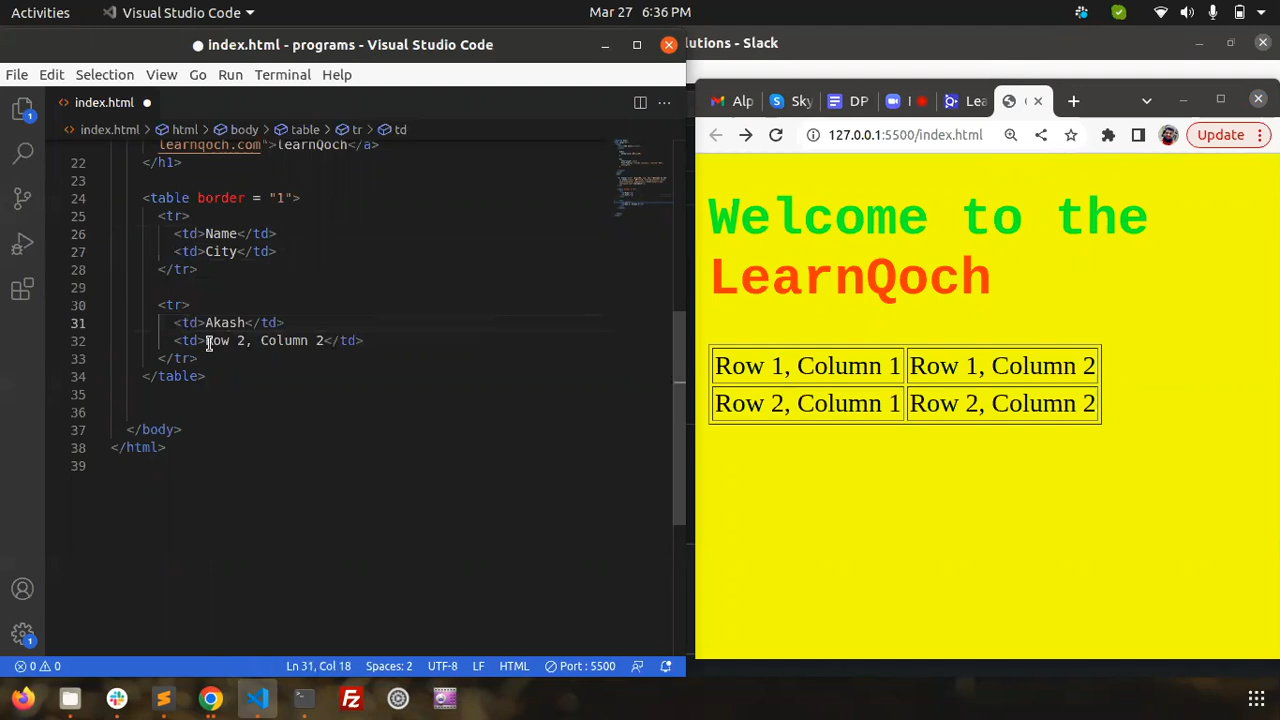 Activities
Visual Studio Code
Mar 27 6:36 PM
index.html - programs - Visual Studio Code
lutions - Slack
File Edit Selection View Go Run Terminal Help
index.html
index.html html body table tr td
learnqoch.com">learnQoch</a>
22 </h1>
23
24 <table border = "1">
25 <tr>
26 <td>Name</td>
27 <td>City</td>
28 </tr>
29
30 <tr>
31 <td>Akash</td>
32 <td>Row 2, Column 2</td>
33 </tr>
34 </table>
35
36
37 </body>
38 </html>
39
0 0 Ln 31, Col 18 Spaces: 2 UTF-8 LF HTML Port : 5500
Alp Sky DP Lea
127.0.0.1:5500/index.html
Update
Welcome to the
LearnQoch
Row 1, Column 1 Row 1, Column 2
Row 2, Column 1 Row 2, Column 2